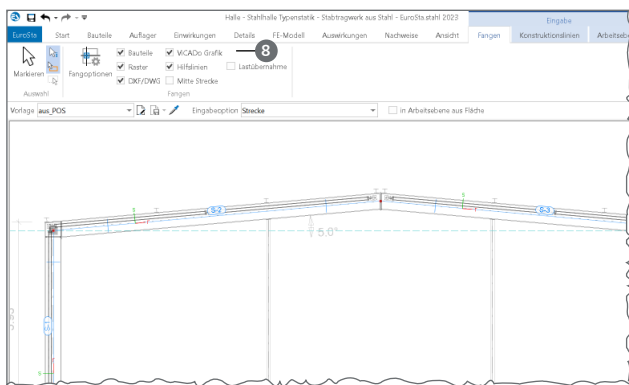 Halle - Stahlhalle Typenstatik - Stabtragwerk aus Stahl - EuroSta.stahl 2023
Eingabe
EuroSta Start Bauteile Auflager Einwirkungen Details FE-Modell Auswirkungen Nachweise Ansicht Fangen Konstruktionslinien Arbeitseb
Markieren
Fangoptionen
Bauteile ViCADo Grafik 8
Raster Hilfslinien Lastübernahme
DXF/DWG Mitte Strecke
Auswahl Fangen
Vorlage aus_POS Eingabeoption Strecke in Arbeitsebene aus Fläche
S-2
S-3
5.0°
S-1